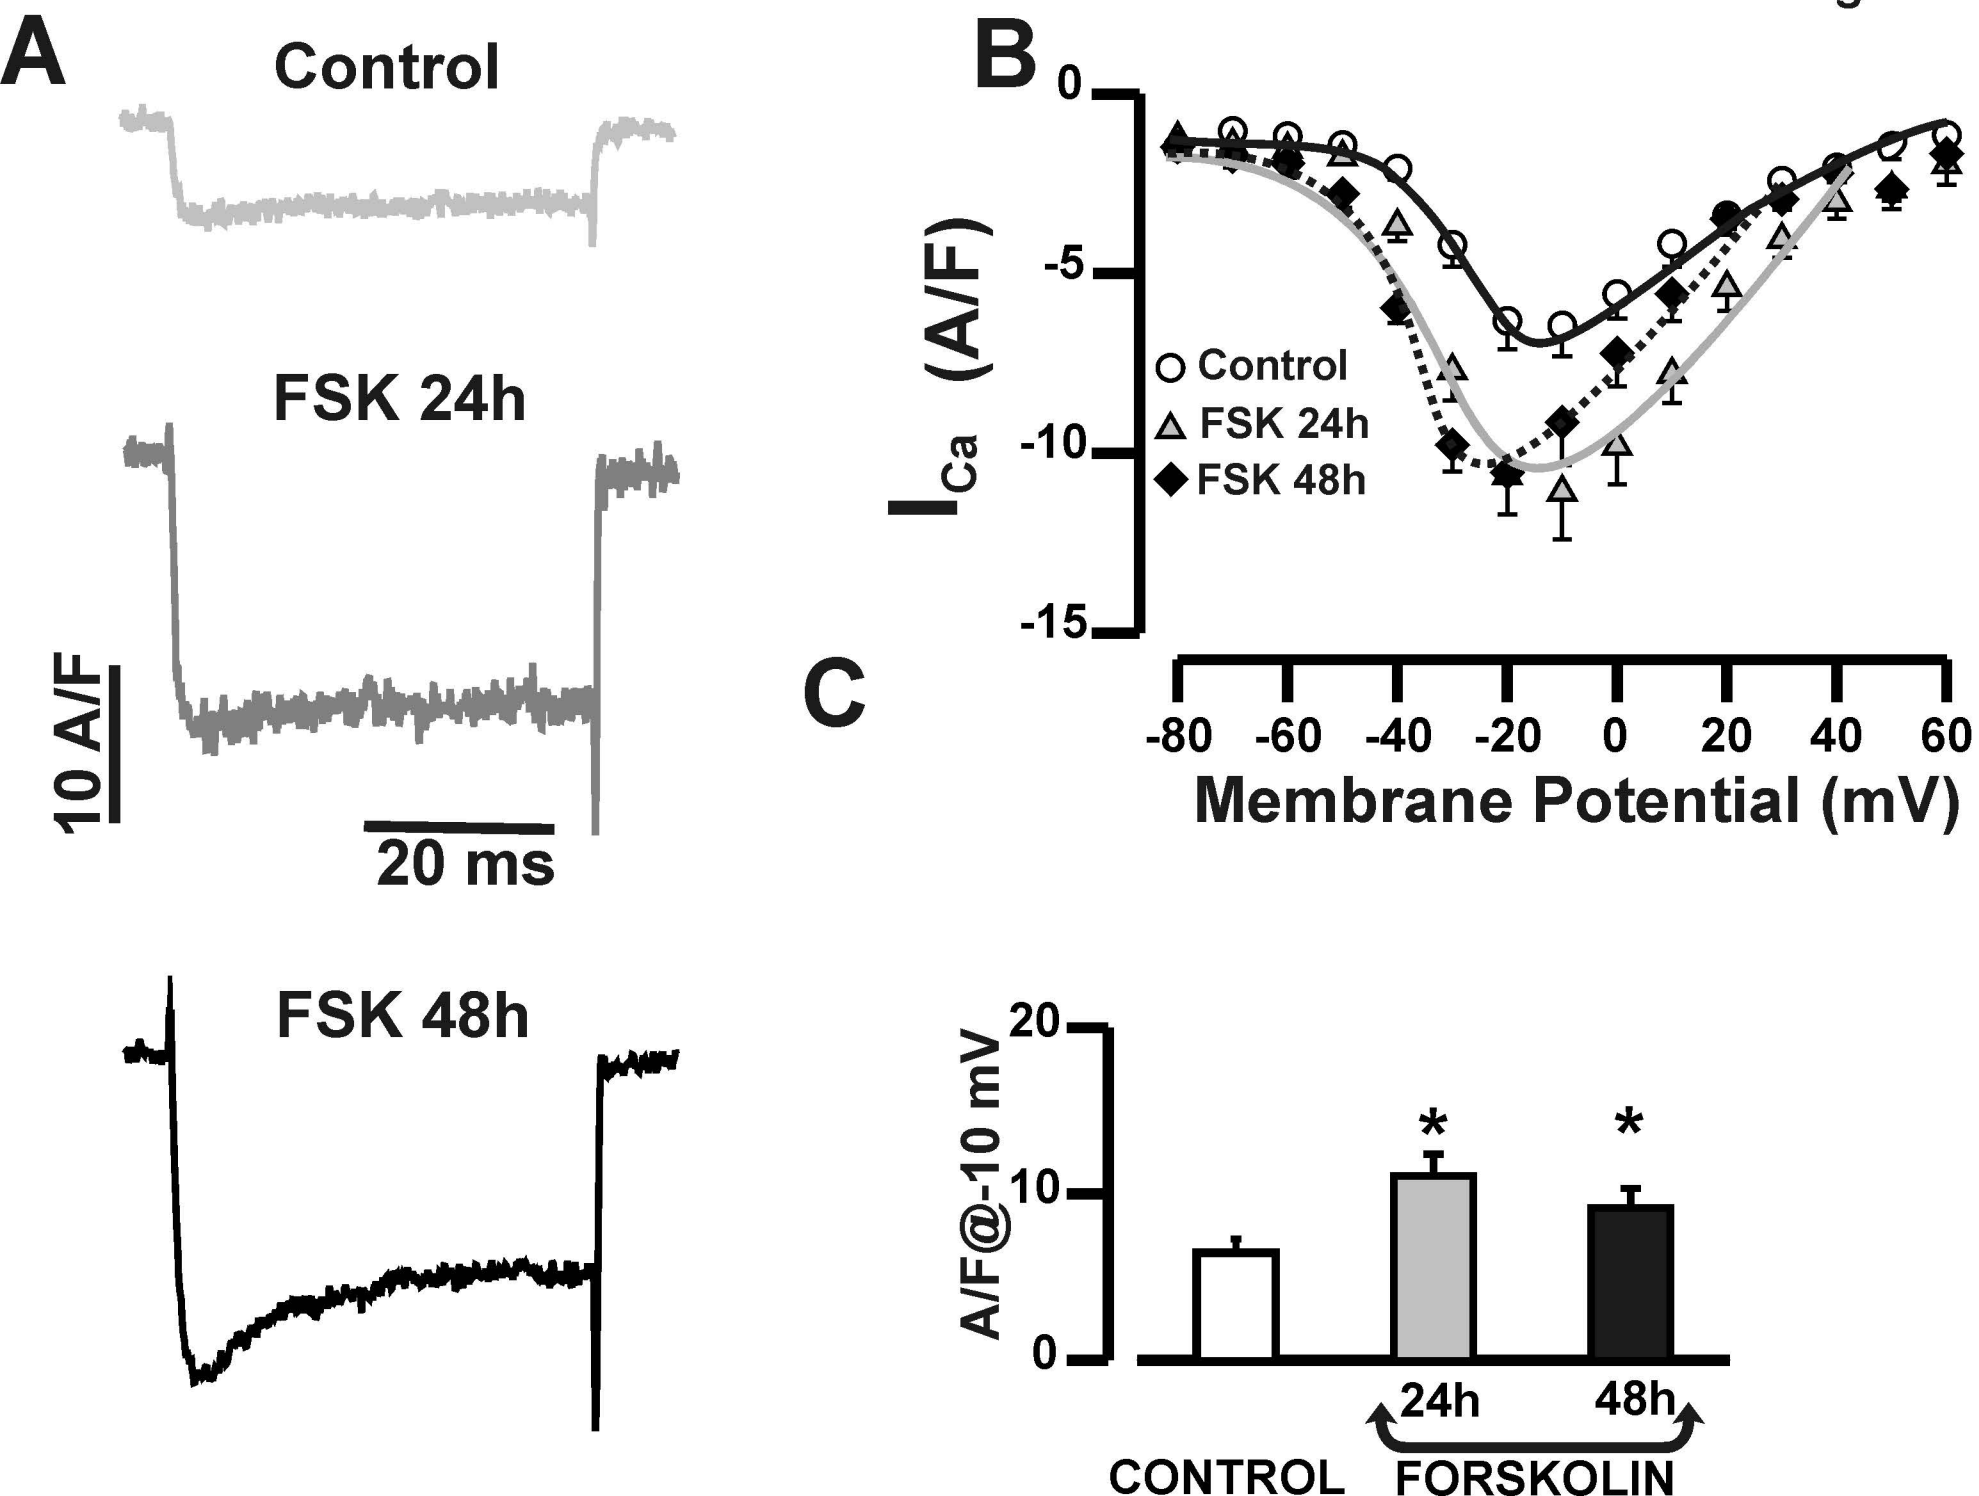 A
Control
FSK 24h
10 A/F
20 ms
FSK 48h
B
0
-5
-10
-15
I Ca (A/F)
Control
FSK 24h
FSK 48h
-80 -60 -40 -20 0 20 40 60
Membrane Potential (mV)
C
20
10
0
A/F@-10 mV
*
*
24h 48h
CONTROL FORSKOLIN